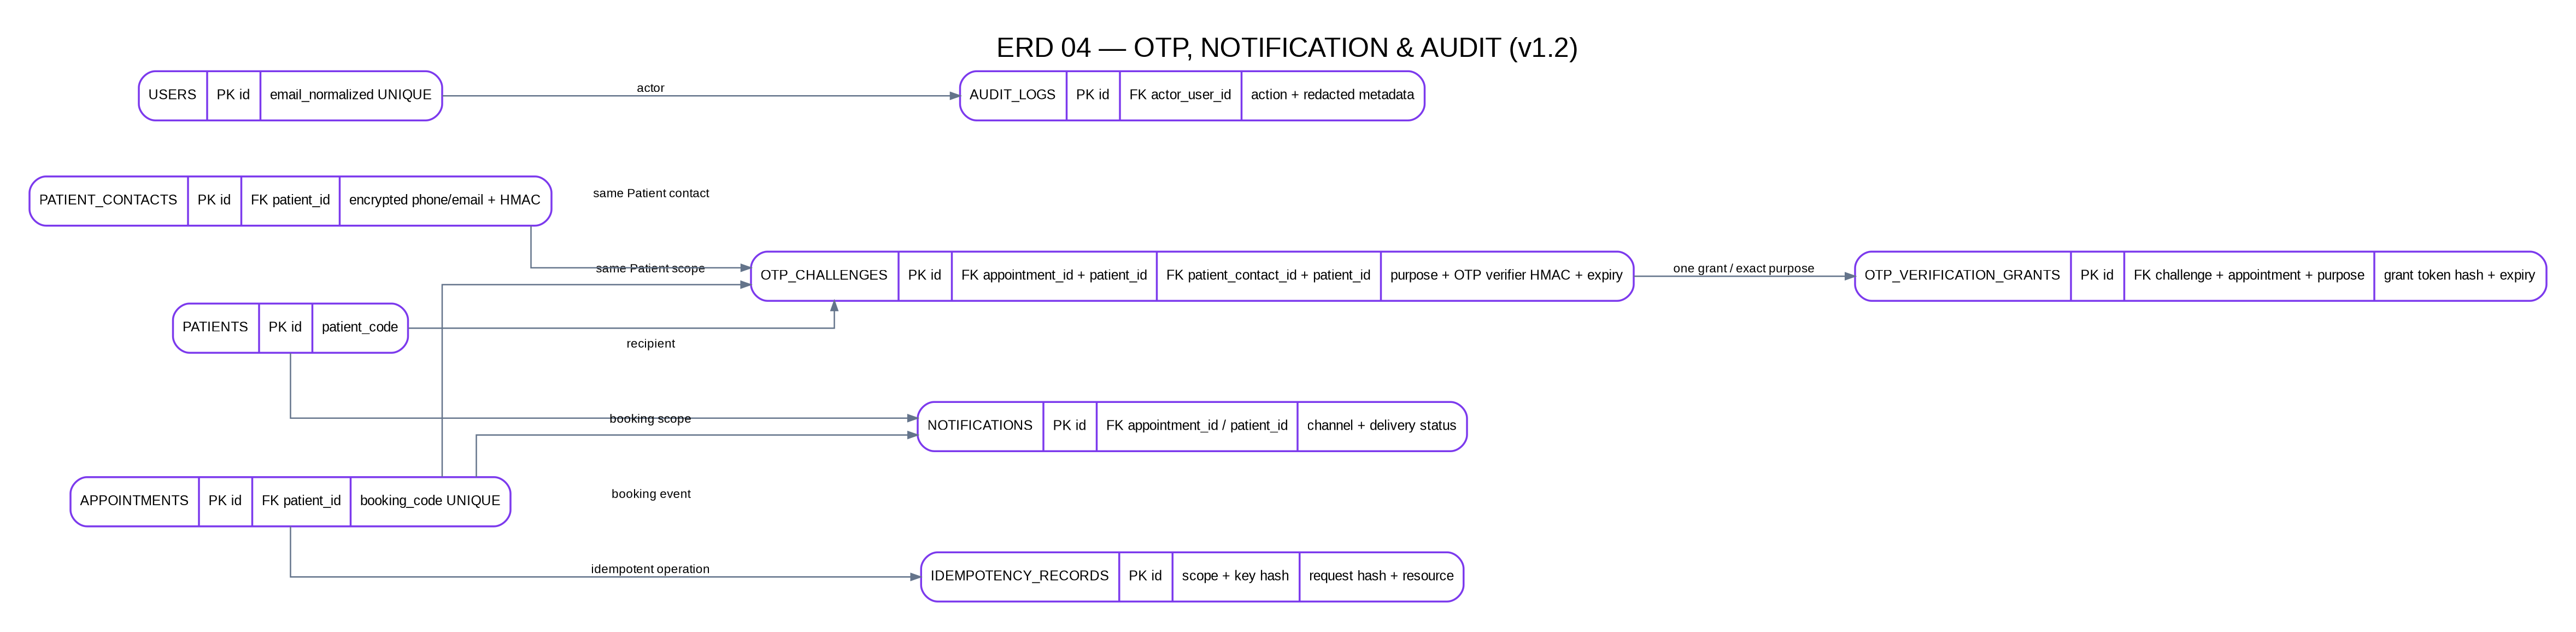 ERD 04 — OTP, NOTIFICATION & AUDIT (v1.2)
USERS | PK id | email_normalized UNIQUE
actor
AUDIT_LOGS | PK id | FK actor_user_id | action + redacted metadata
PATIENT_CONTACTS | PK id | FK patient_id | encrypted phone/email + HMAC
same Patient contact
same Patient scope
OTP_CHALLENGES | PK id | FK appointment_id + patient_id | FK patient_contact_id + patient_id | purpose + OTP verifier HMAC + expiry
one grant / exact purpose
OTP_VERIFICATION_GRANTS | PK id | FK challenge + appointment + purpose | grant token hash + expiry
PATIENTS | PK id | patient_code
recipient
booking scope
NOTIFICATIONS | PK id | FK appointment_id / patient_id | channel + delivery status
APPOINTMENTS | PK id | FK patient_id | booking_code UNIQUE
booking event
idempotent operation
IDEMPOTENCY_RECORDS | PK id | scope + key hash | request hash + resource